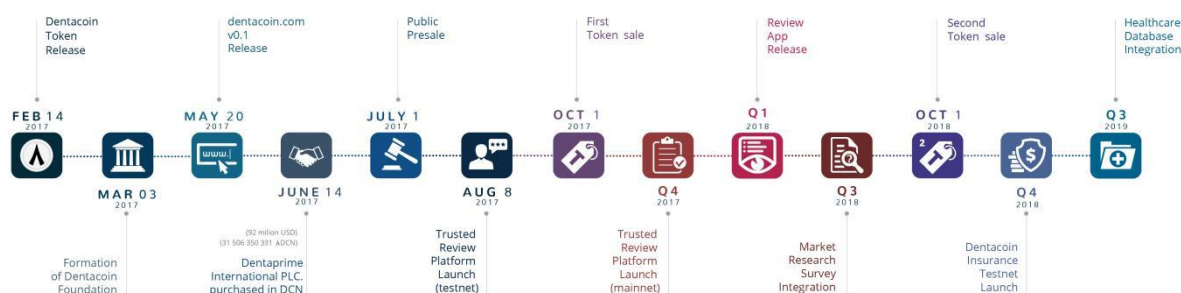 Dentacoin
Token
Release
dentacoin.com
v0.1
Release
Public
Presale
First
Token sale
Review
App
Release
Second
Token sale
Healthcare
Database
Integration
FEB 14
2017
MAY 20
2017
JULY 1
2017
OCT 1
2017
Q1
2018
OCT 1
2018
Q3
2019
www.
2
MAR 03
2017
JUNE 14
2017
AUG 8
2017
Q4
2017
Q3
2018
Q4
2018
Formation
of Dentacoin
Foundation
(92 milion USD)
(31 506 350 331 ADCN)
Dentaprime
International PLC.
purchased in DCN
Trusted
Review
Platform
Launch
(testnet)
Trusted
Review
Platform
Launch
(mainnet)
Market
Research
Survey
Integration
Dentacoin
Insurance
Testnet
Launch